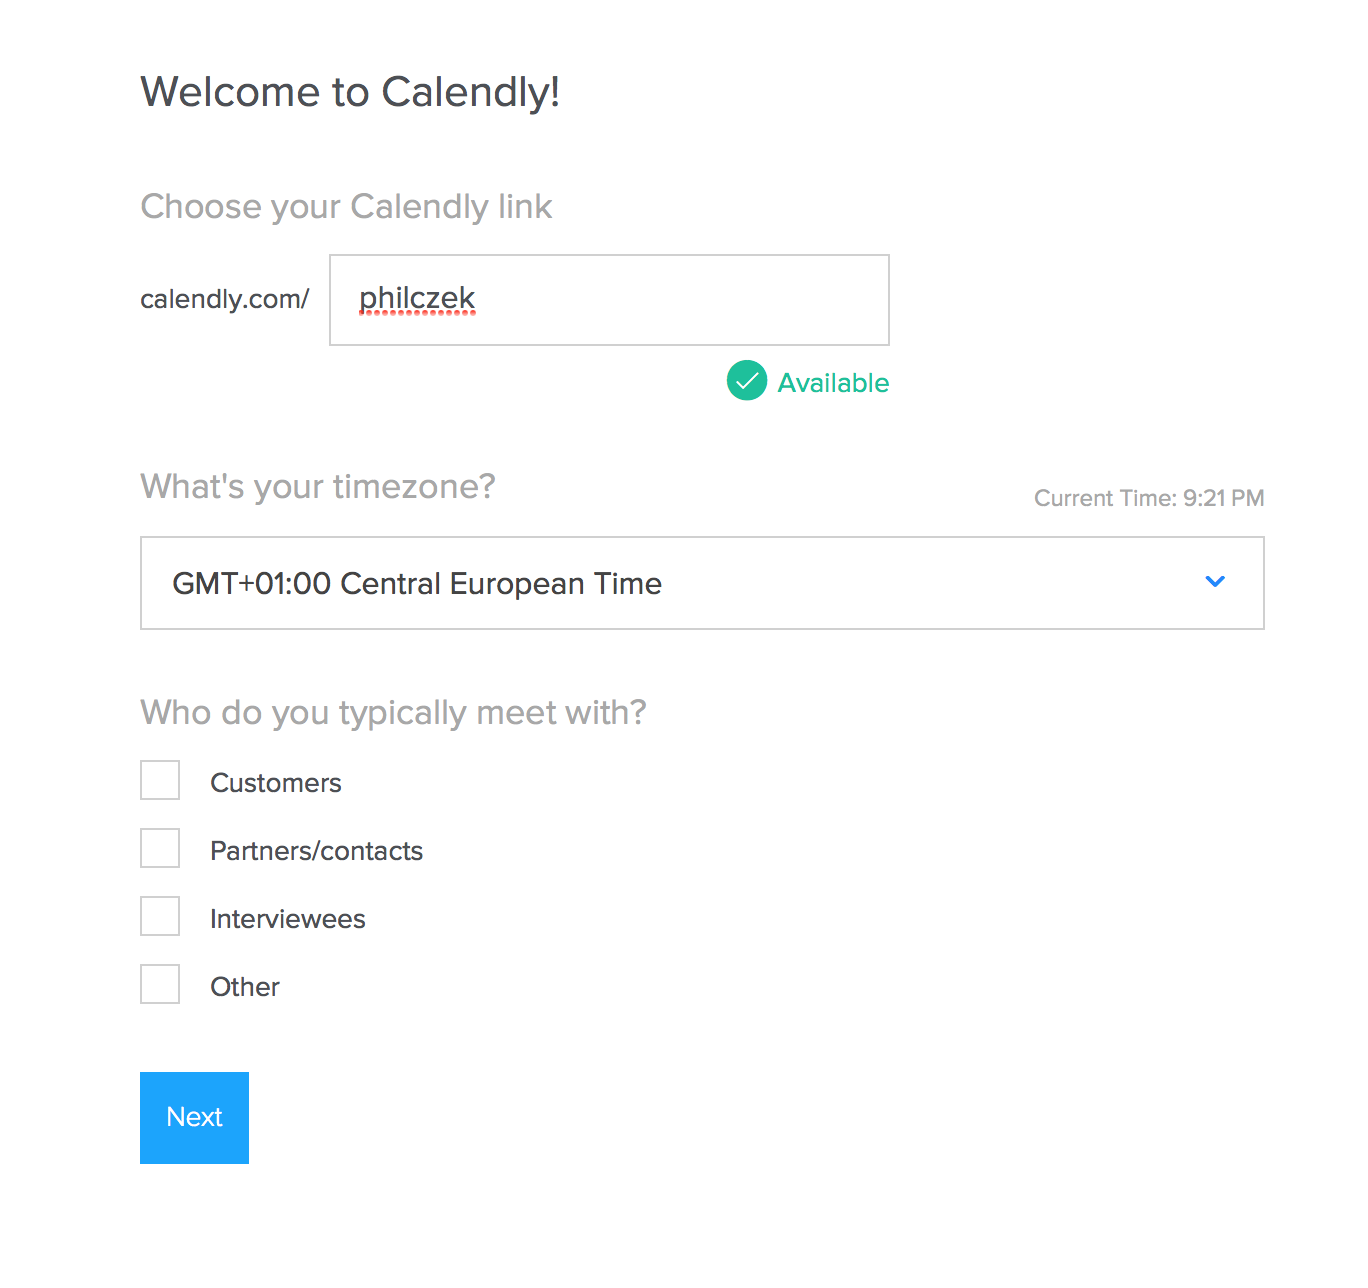 Welcome to Calendly!
Choose your Calendly link
calendly.com/ philczek
Available
What's your timezone?
Current Time: 9:21 PM
GMT+01:00 Central European Time
Who do you typically meet with?
Customers
Partners/contacts
Interviewees
Other
Next